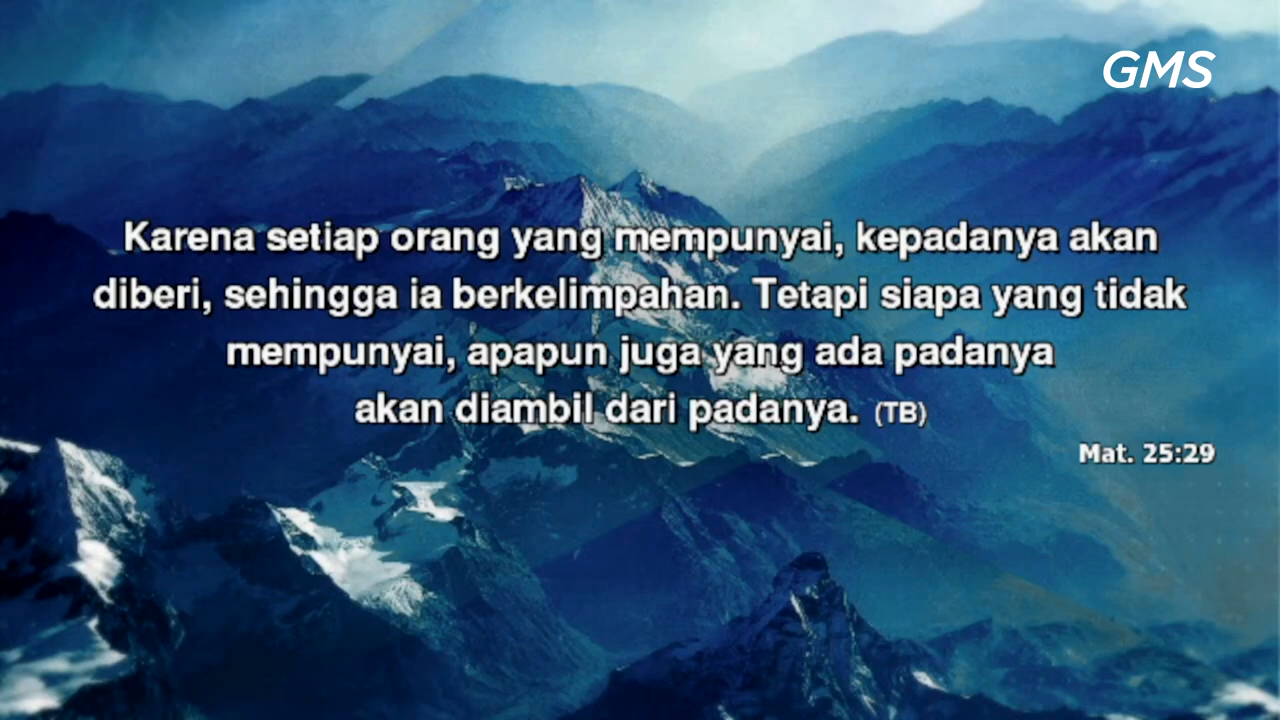 GMS
Karena setiap orang yang mempunyai, kepadanya akan
diberi, sehingga ia berkelimpahan. Tetapi siapa yang tidak
mempunyai, apapun juga yang ada padanya
akan diambil dari padanya. (TB)
Mat. 25:29